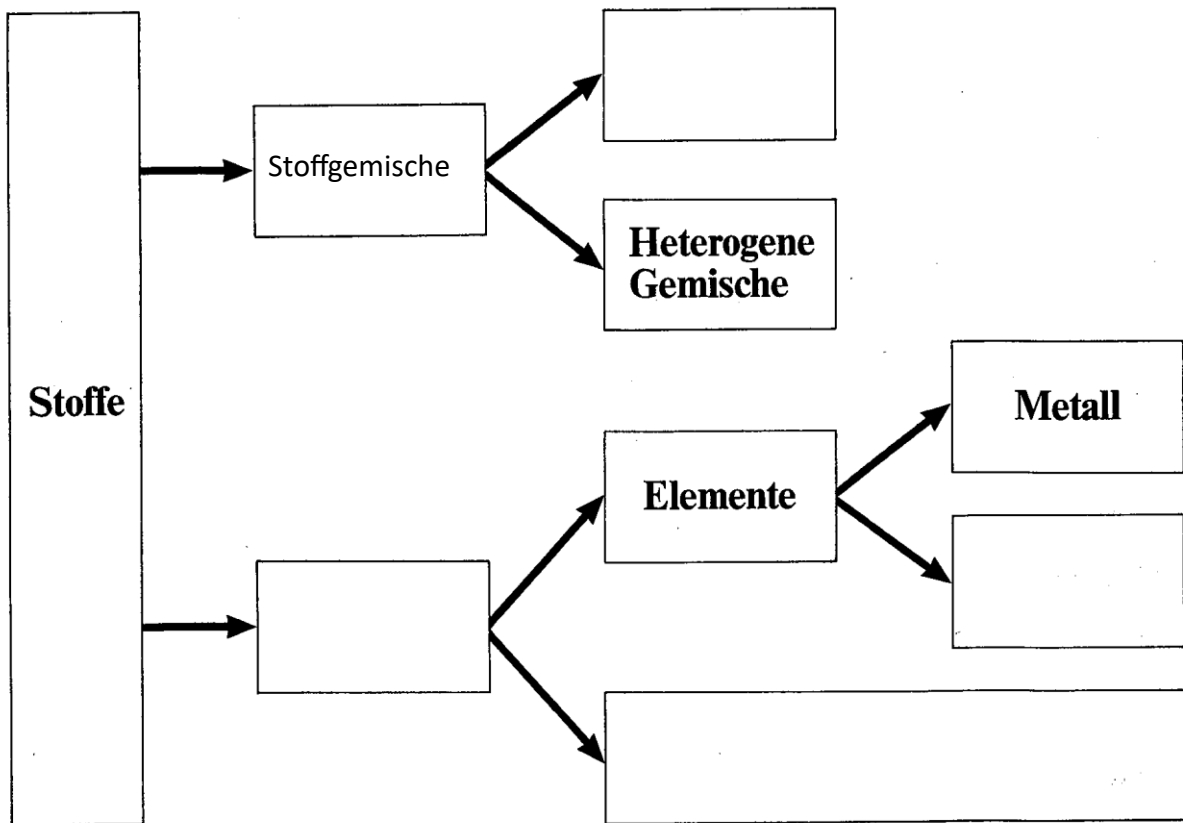 Stoffgemische
Heterogene
Gemische
Stoffe
Metall
Elemente